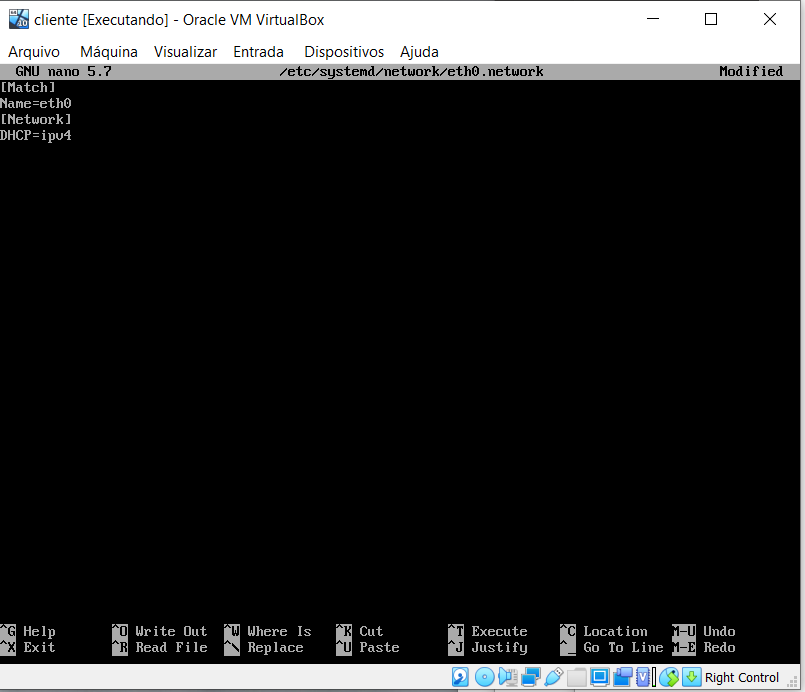 cliente [Executando] - Oracle VM VirtualBox
Arquivo Máquina Visualizar Entrada Dispositivos Ajuda
GNU nano 5.7 /etc/systemd/network/eth0.network Modified
[Match]
Name=eth0
[Network]
DHCP=ipv4
^G Help ^O Write Out ^W Where Is ^K Cut ^T Execute ^C Location M-U Undo
^X Exit ^R Read File ^\ Replace ^U Paste ^J Justify ^_ Go To Line M-E Redo
Right Control